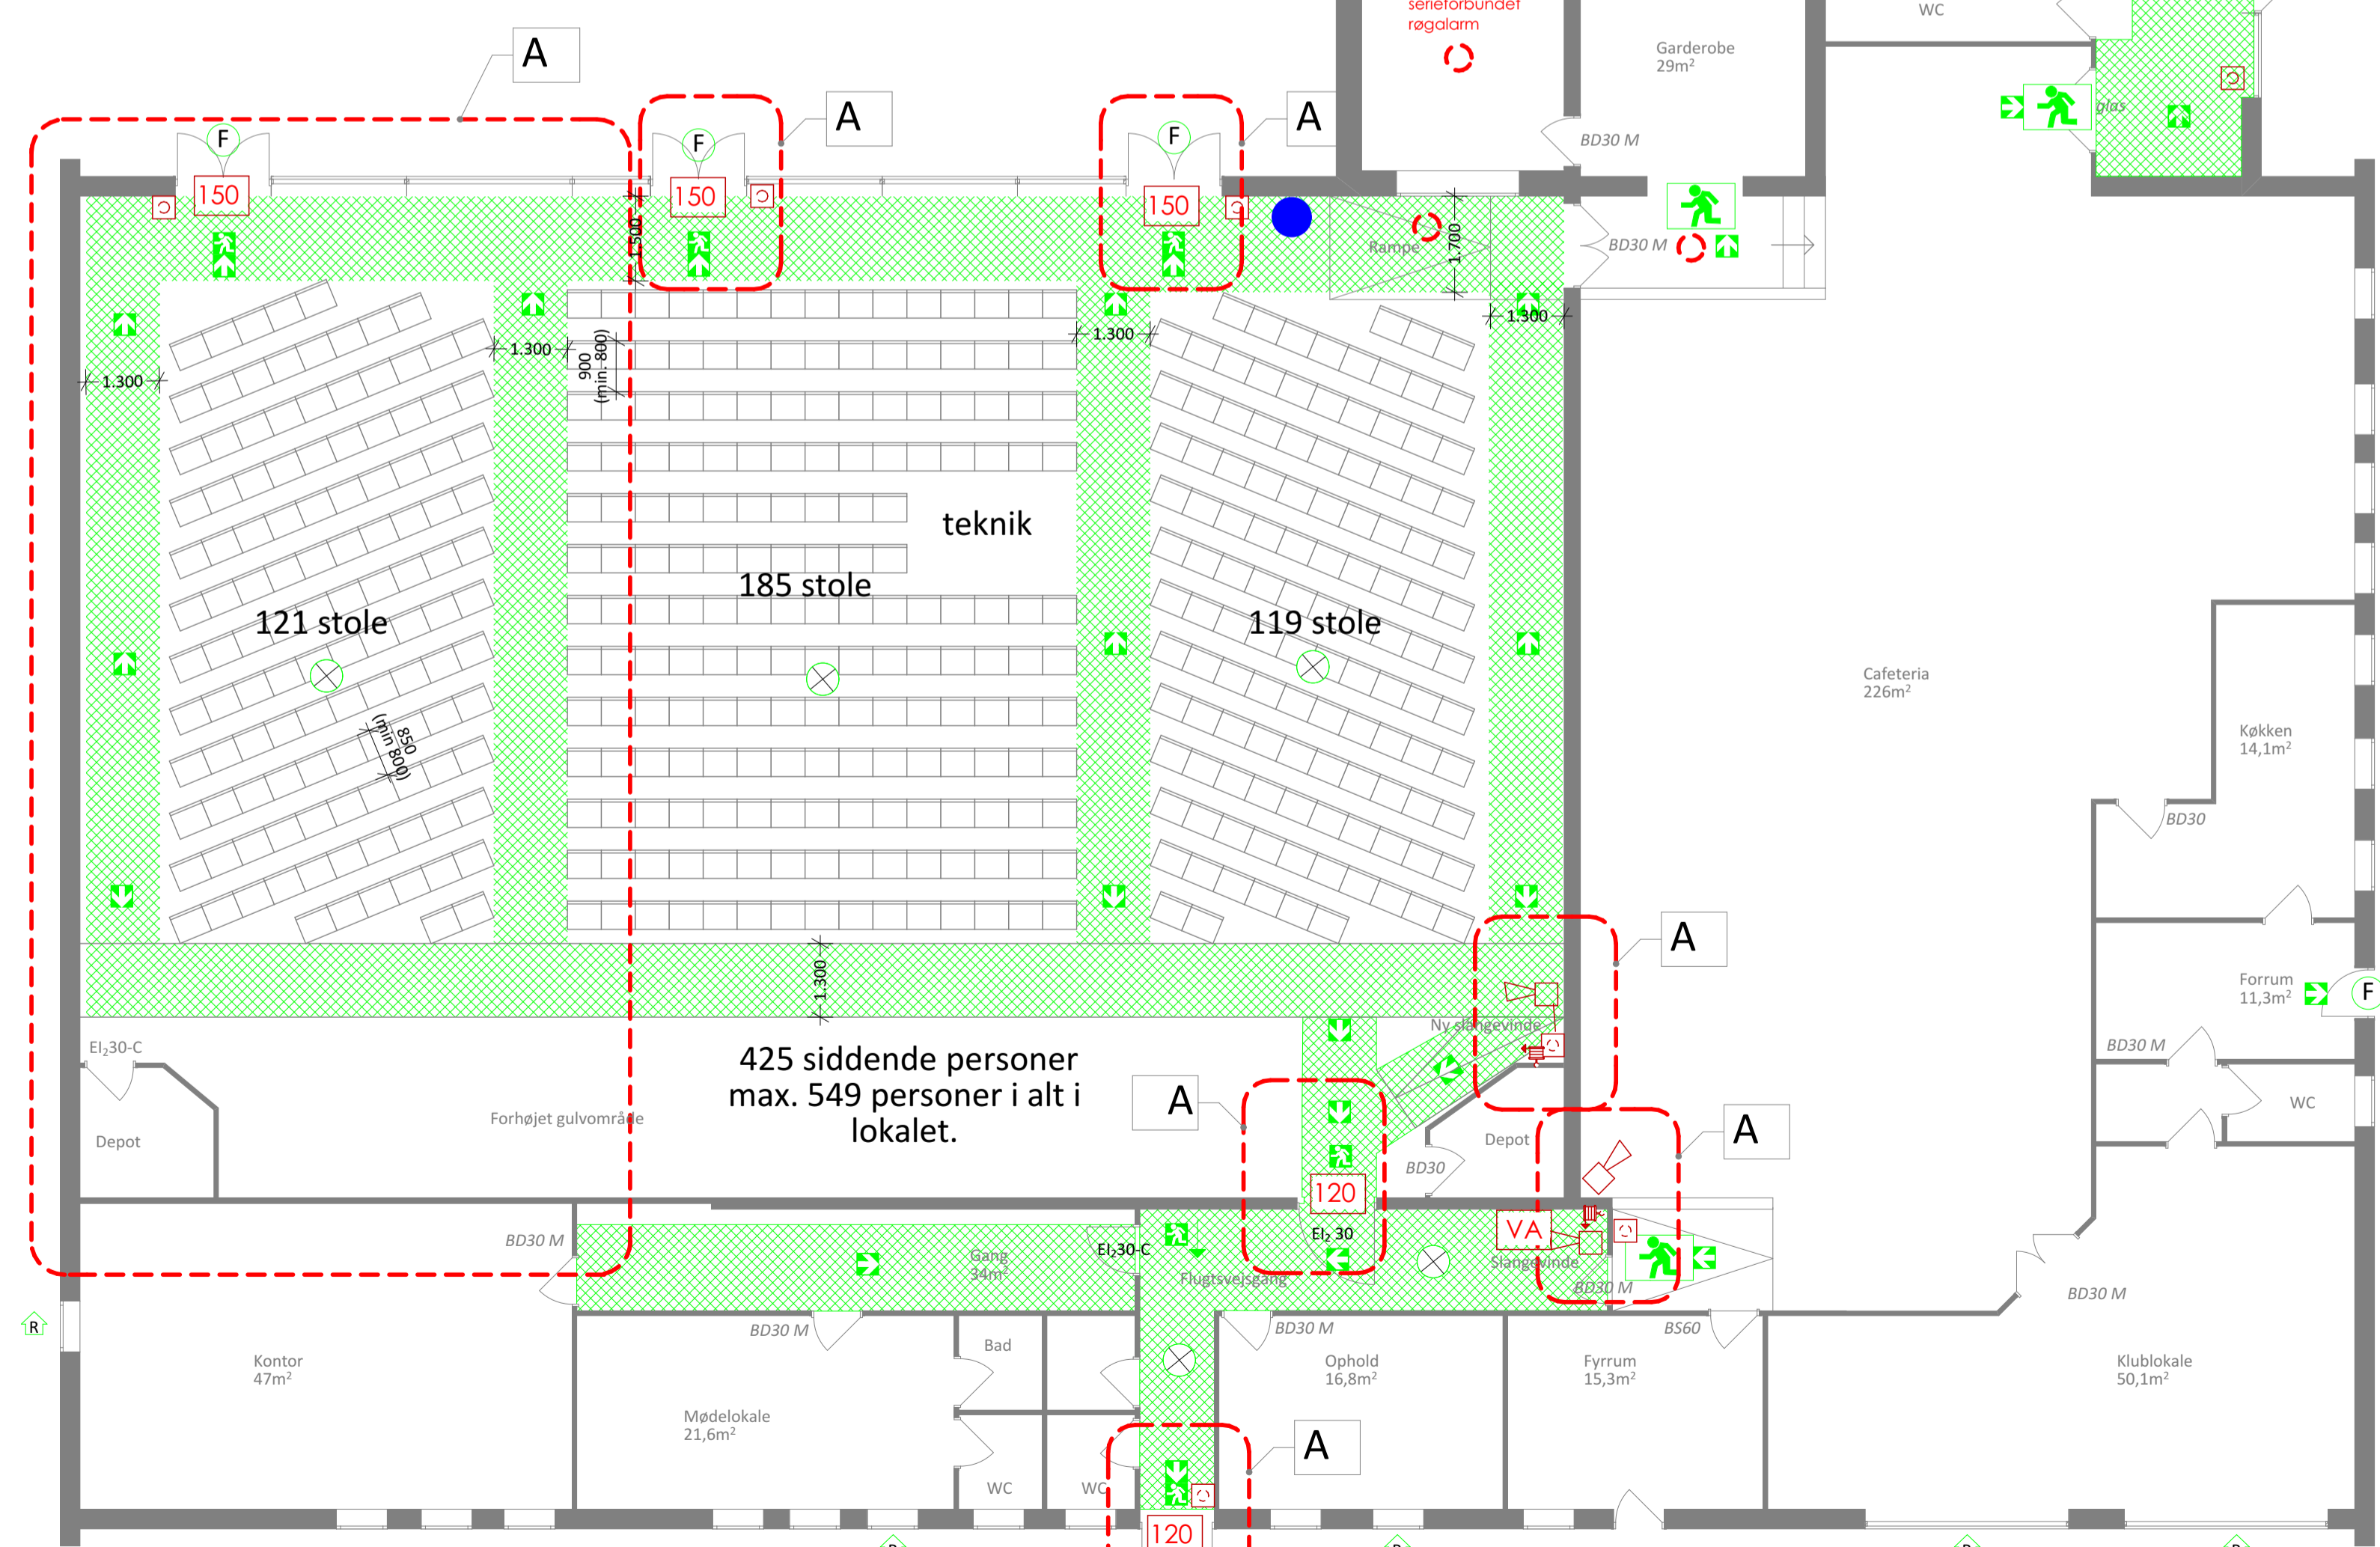 serieforbundet
røgalarm
WC
Garderobe
29m²
A
A
A
F
F
F
BD30 M
glas
150
150
150
1.500
Rampe
1.700
BD30 M
1.300
1.300
900
(min. 800)
1.300
1.300
teknik
185 stole
121 stole
119 stole
850
(min 800)
Cafeteria
226m²
Køkken
14,1m²
BD30
A
1.300
Forrum
11,3m²
F
Ny slangevinde
BD30 M
EI₂30-C
425 siddende personer
max. 549 personer i alt i
lokalet.
Forhøjet gulvområde
A
A
WC
Depot
Depot
BD30
120
VA
BD30 M
EI₂30-C
EI₂ 30
Gang
34m²
Flugtsvejsgang
Slangevinde
BD30 M
BD30 M
R
BD30 M
BD30 M
BS60
Bad
Kontor
47m²
Ophold
16,8m²
Fyrrum
15,3m²
Klublokale
50,1m²
Mødelokale
21,6m²
A
WC
WC
120